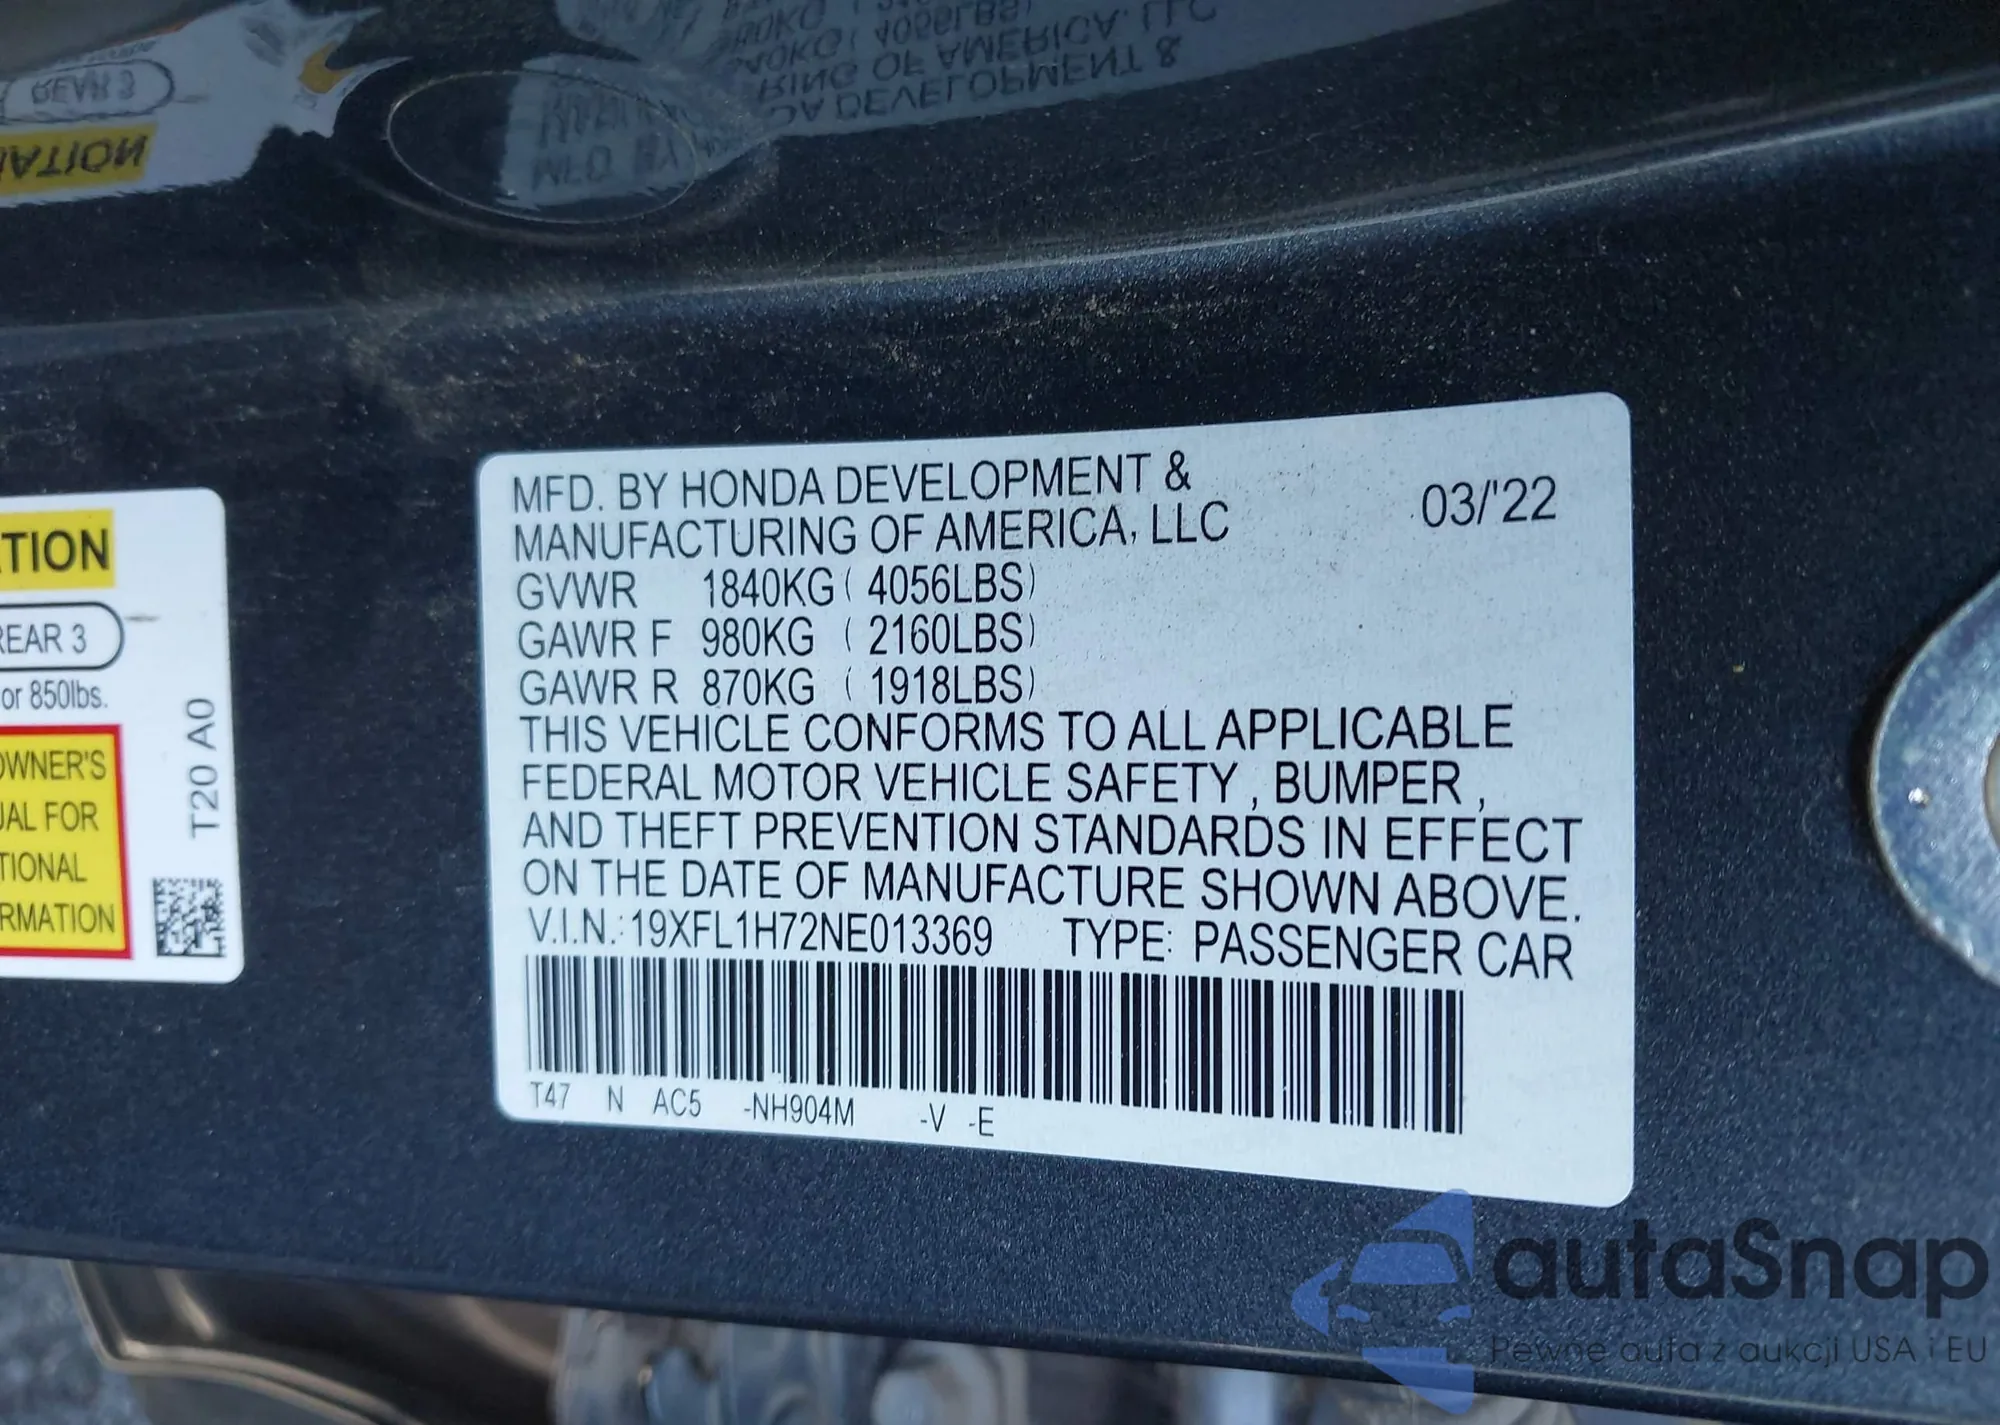 MFD. BY HONDA DEVELOPMENT &
MANUFACTURING OF AMERICA, LLC
03/'22
GVWR 1840KG ( 4056LBS)
GAWR F 980KG ( 2160LBS)
GAWR R 870KG ( 1918LBS)
THIS VEHICLE CONFORMS TO ALL APPLICABLE
FEDERAL MOTOR VEHICLE SAFETY , BUMPER ,
AND THEFT PREVENTION STANDARDS IN EFFECT
ON THE DATE OF MANUFACTURE SHOWN ABOVE.
V.I.N.: 19XFL1H72NE013369 TYPE: PASSENGER CAR
T47 N AC5 -NH904M -V -E
TION
REAR 3
or 850lbs.
OWNER'S
UAL FOR
TIONAL
RMATION
T20 A0
autaSnap
Pewne auta z aukcji USA i EU